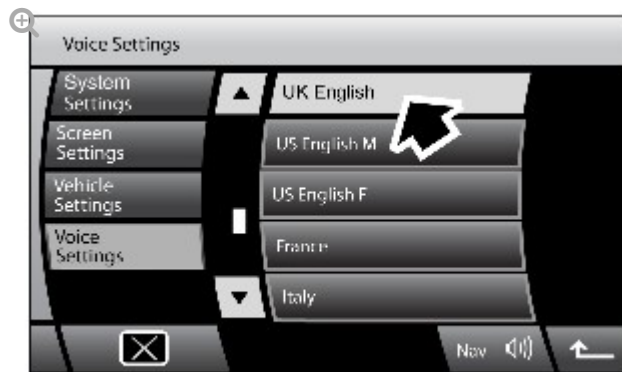 Voice Settings
System
Settings
Screen
Settings
Vehicle
Settings
Voice
Settings
UK English
US English M
US English F
France
Italy
Nav